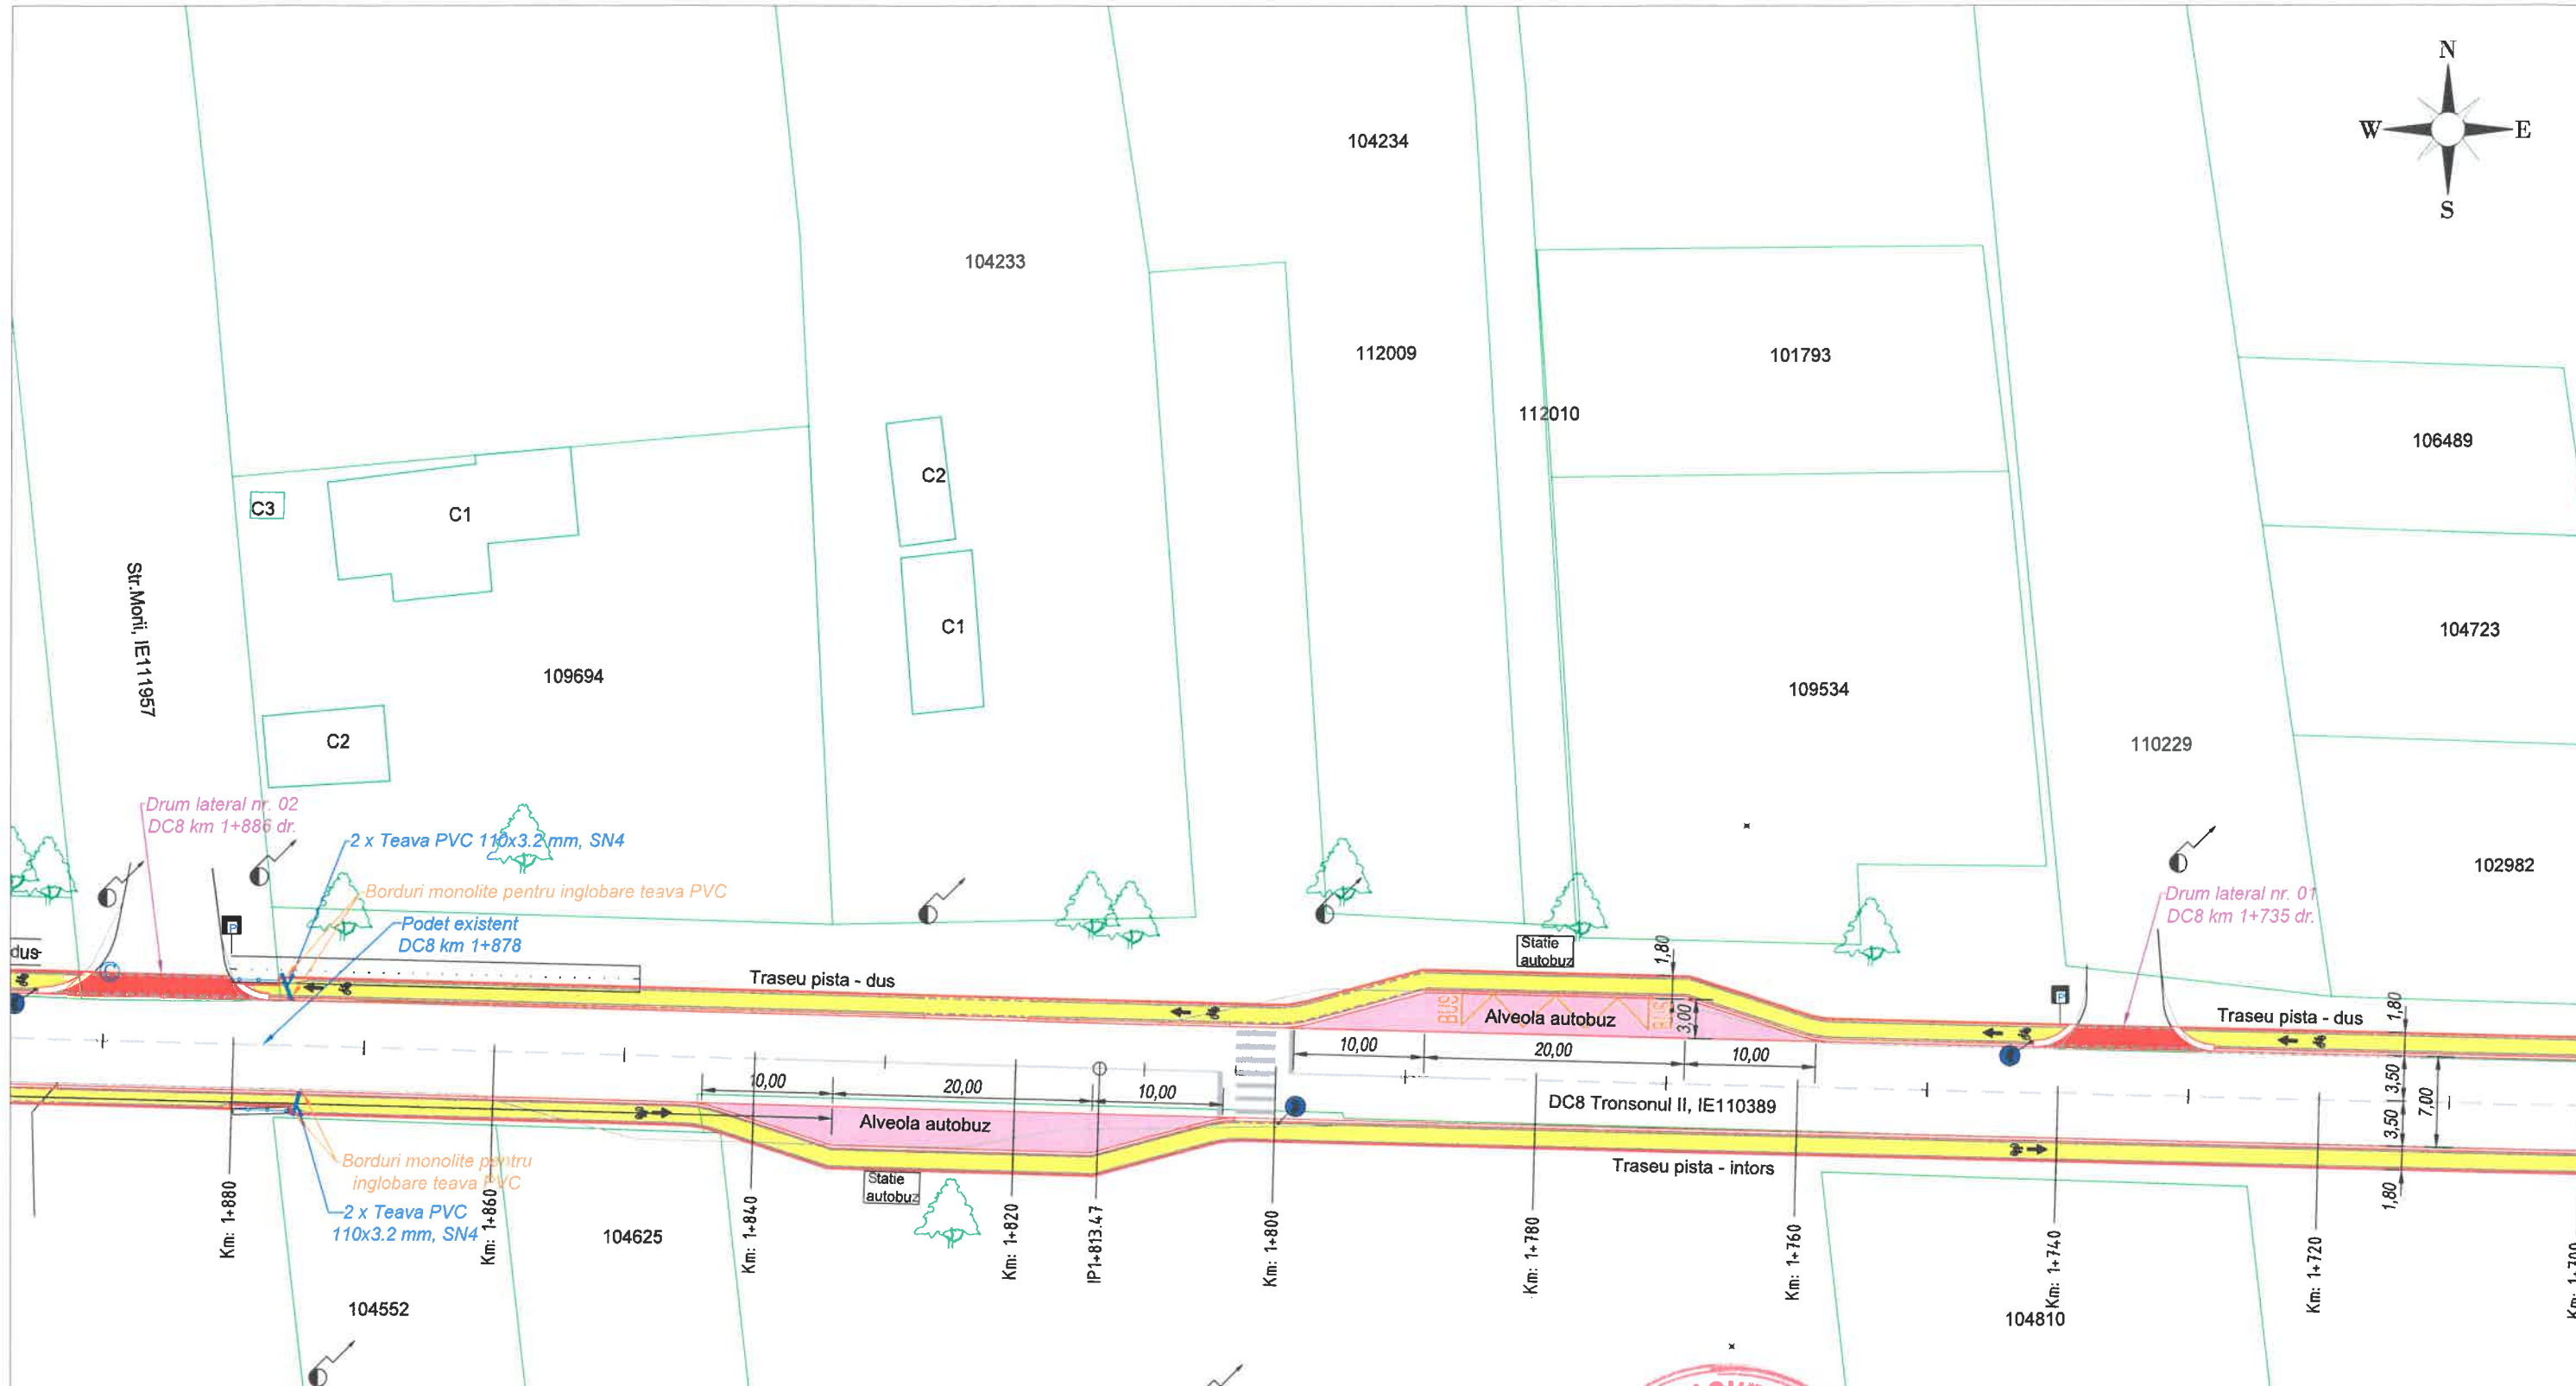 N
W E
S
104234
104233
112009
101793
112010
106489
C2
C3
C1
104723
C1
Str.Morii, IE111957
109694
109534
C2
110229
Drum lateral nr. 02
DC8 km 1+886 dr.
2 x Teava PVC 110x3.2 mm, SN4
102982
Borduri monolite pentru inglobare teava PVC
Drum lateral nr. 01
DC8 km 1+735 dr.
Podet existent
DC8 km 1+878
P
dus
Statie
autobuz
1,80
Traseu pista - dus
P
1,80
BUS
Alveola autobuz
BUS
3,00
Traseu pista - dus
10,00
20,00
10,00
3,50
7,00
10,00
20,00
10,00
DC8 Tronsonul II, IE110389
3,50
Alveola autobuz
Traseu pista - intors
Borduri monolite pentru
inglobare teava PVC
Statie
autobuz
1,80
2 x Teava PVC
110x3.2 mm, SN4
104625
Km: 1+880
Km: 1+860
Km: 1+840
Km: 1+820
IP1+813.47
Km: 1+800
Km: 1+780
Km: 1+760
Km: 1+740
Km: 1+720
104552
104810